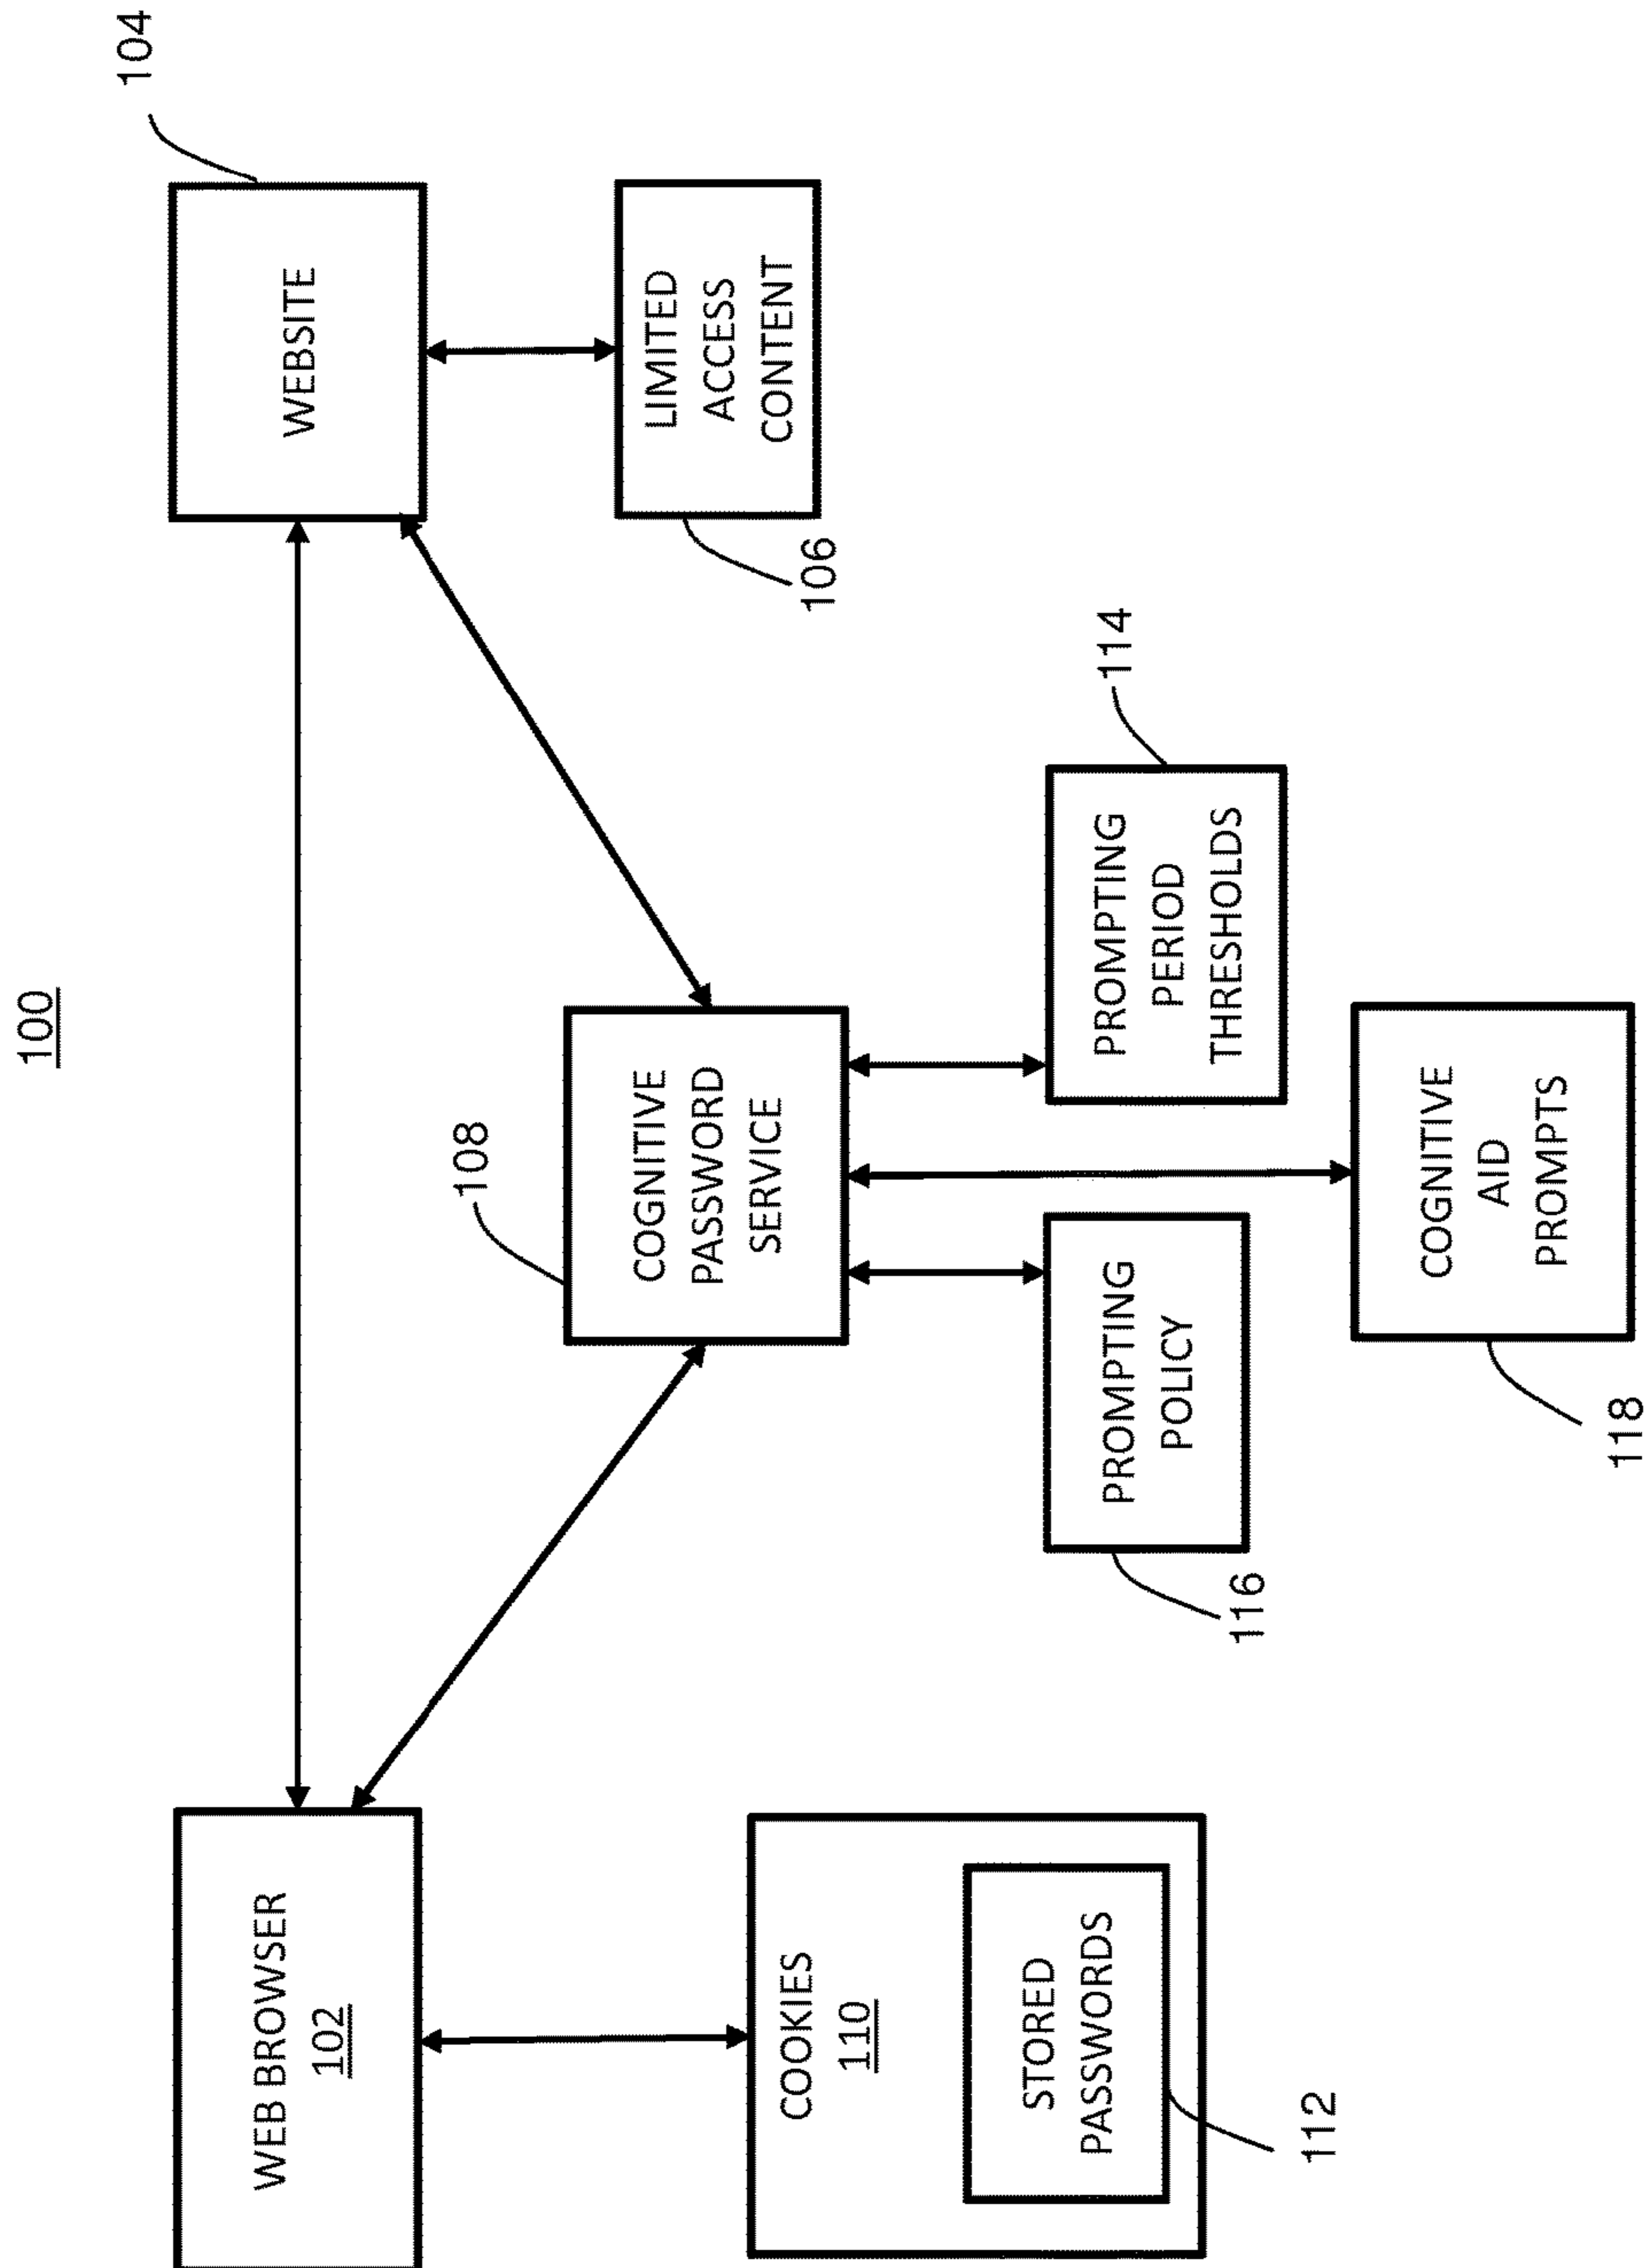 100
WEB BROWSER
102
WEBSITE
104
COOKIES
110
STORED
PASSWORDS
112
108
COGNITIVE
PASSWORD
SERVICE
LIMITED
ACCESS
CONTENT
106
116
PROMPTING
POLICY
PROMPTING
PERIOD
THRESHOLDS
114
118
COGNITIVE
AID
PROMPTS